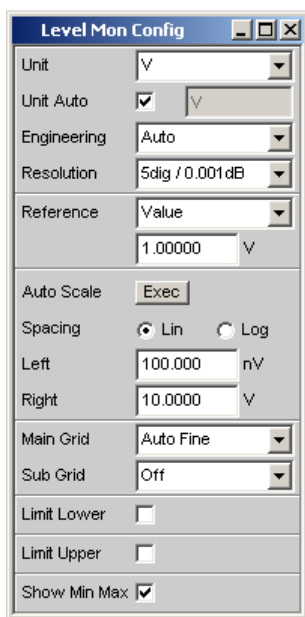 Level Mon Config
Unit V
Unit Auto V
Engineering Auto
Resolution 5dig / 0.001dB
Reference Value
1.00000 V
Auto Scale Exec
Spacing Lin Log
Left 100.000 nV
Right 10.0000 V
Main Grid Auto Fine
Sub Grid Off
Limit Lower
Limit Upper
Show Min Max